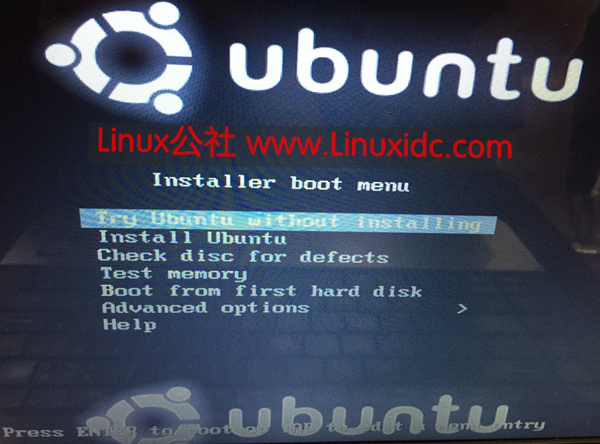 ubuntu
Linux公社 www.Linuxidc.com
Installer boot menu
Try Ubuntu without installing
Install Ubuntu
Check disc for defects
Test memory
Boot from first hard disk
Advanced options >
Help
ubuntu
Press ENTER to boot or TAB to edit a menu entry